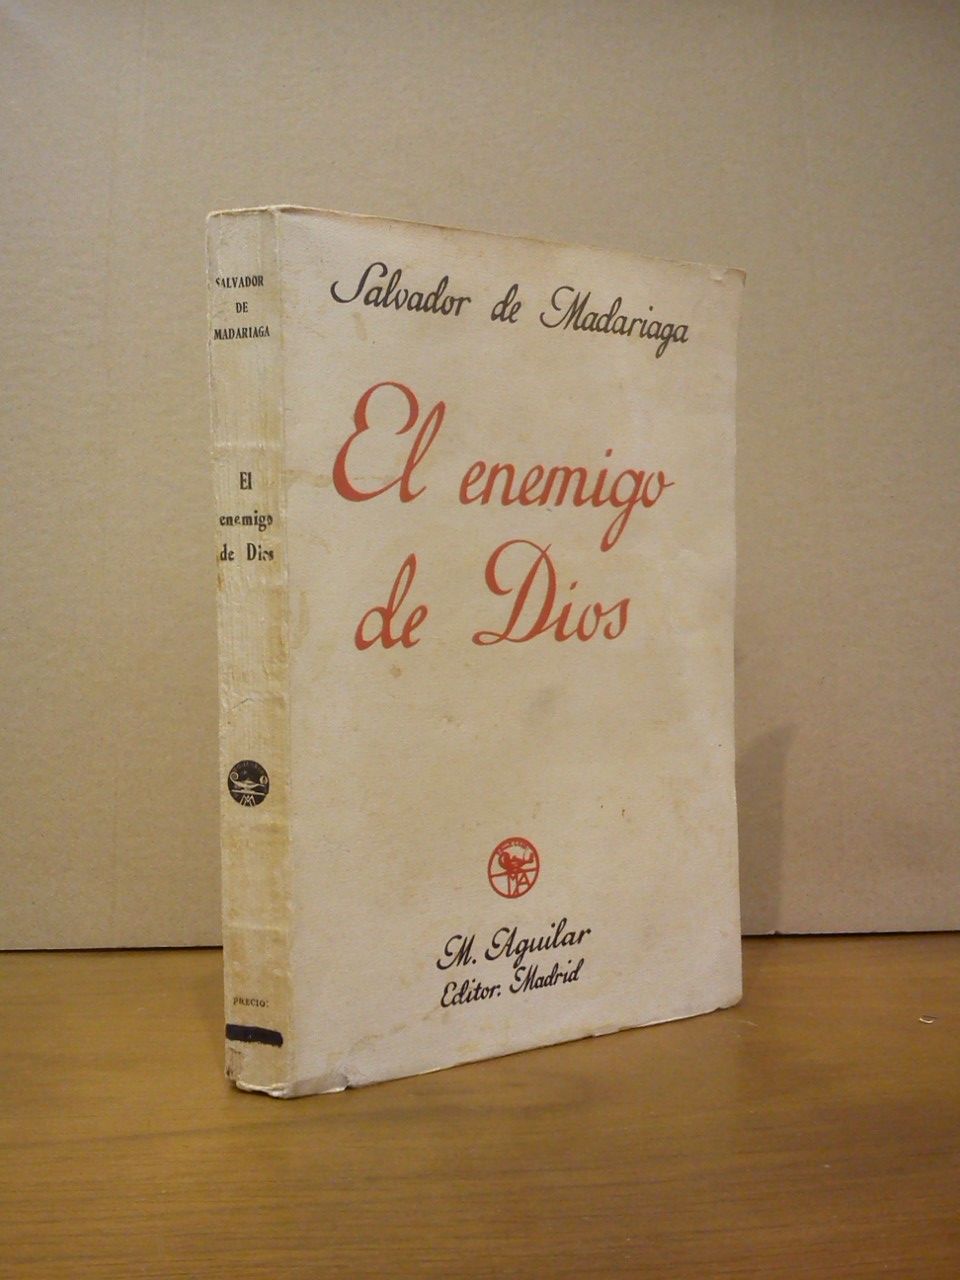 SALVADOR
DE
MADARIAGA
El
enemigo
de Dios
PRECIO:
Salvador de Madariaga
El enemigo
de Dios
M. Aguilar
Editor: Madrid